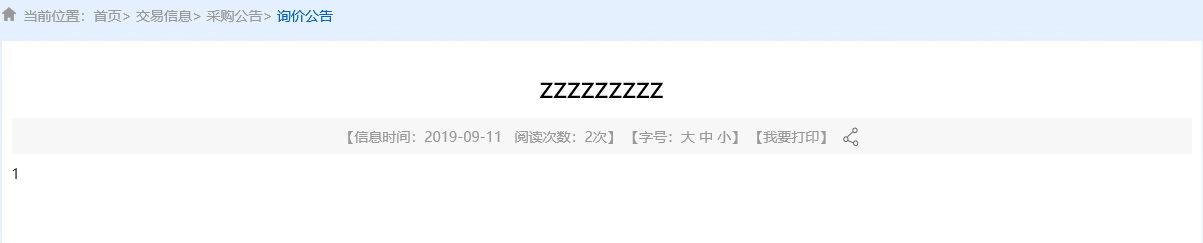 当前位置：首页> 交易信息> 采购公告> 询价公告
zzzzzzzzz
【信息时间：2019-09-11 阅读次数：2次】 【字号：大 中 小】 【我要打印】
1